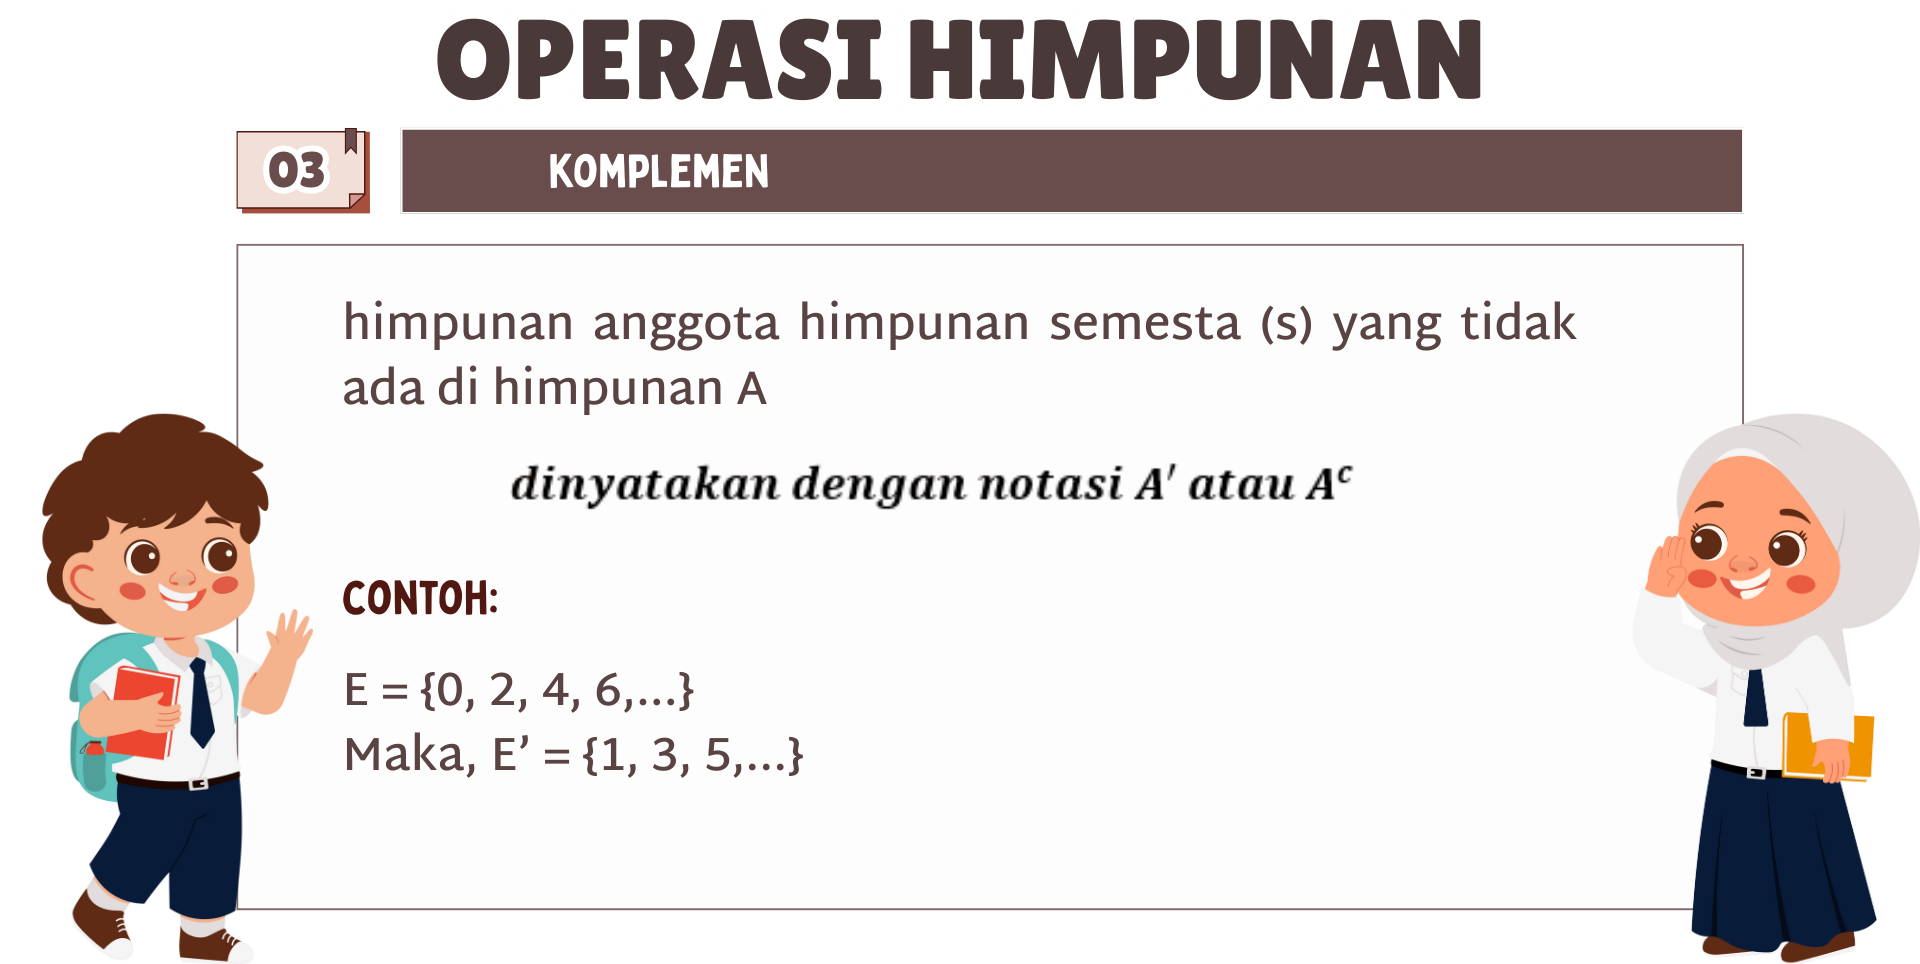 OPERASI HIMPUNAN
03
KOMPLEMEN
himpunan anggota himpunan semesta (s) yang tidak
ada di himpunan A
dinyatakan dengan notasi A′ atau Aᶜ
CONTOH:
E = {0, 2, 4, 6,...}
Maka, E’ = {1, 3, 5,...}